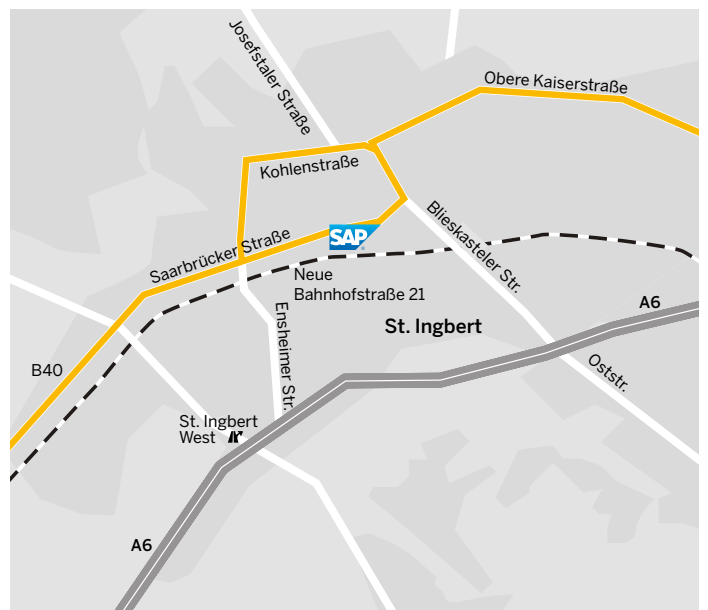 Josefstaler Straße
Obere Kaiserstraße
Kohlenstraße
Blieskasteler Str.
SAP
Saarbrücker Straße
Neue
Bahnhofstraße 21
A6
St. Ingbert
Ensheimer Str.
B40
Oststr.
St. Ingbert
West
A6